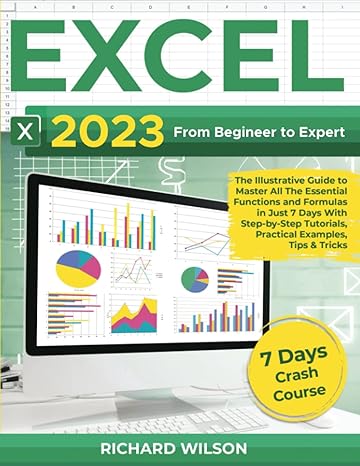 EXCEL
X 2023 From Begineer to Expert
The Illustrative Guide to
Master All The Essential
Functions and Formulas
in Just 7 Days With
Step-by-Step Tutorials,
Practical Examples,
Tips & Tricks
7 Days
Crash
Course
RICHARD WILSON